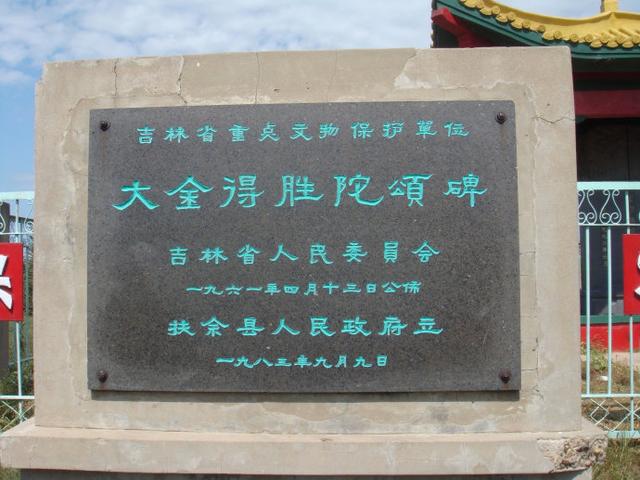 吉林省重点文物保护單位
大金得胜陀頌碑
吉林省人民委員会
一九六一年四月十三日公佈
扶余县人民政府立
一九八三年九月九日